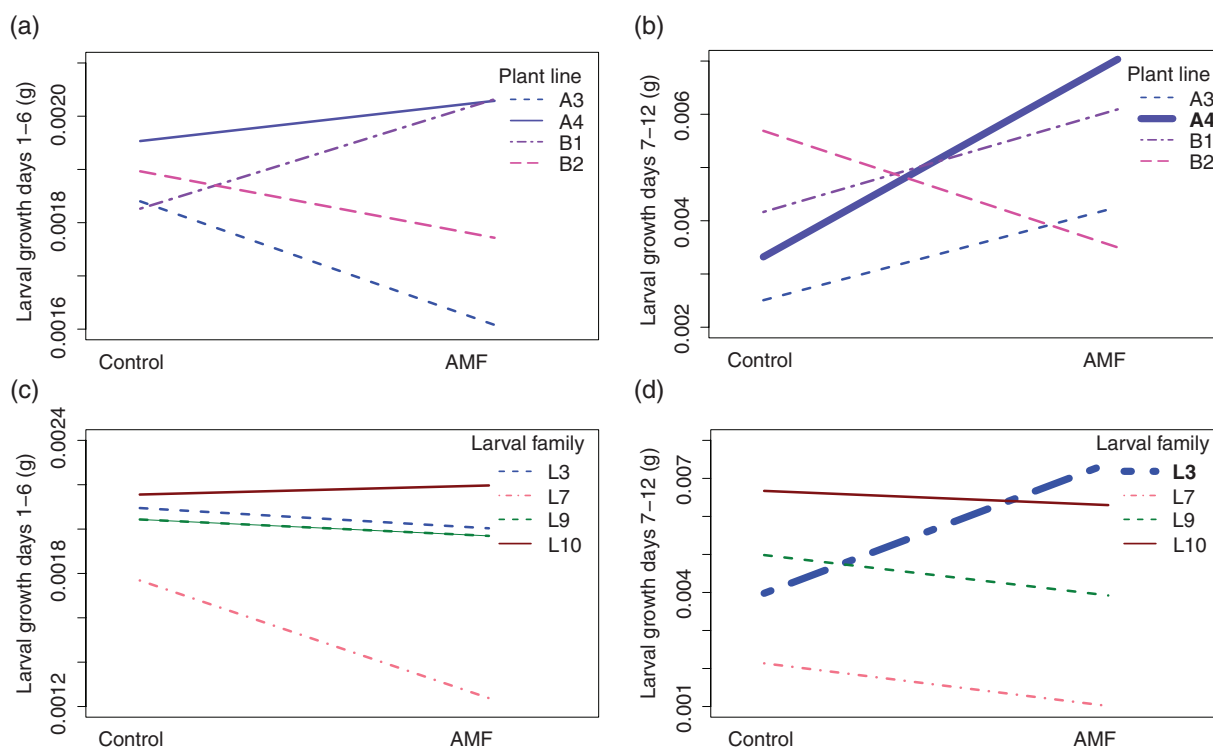 (a)
Larval growth days 1–6 (g)
0.0020
0.0018
0.0016
Plant line
A3
A4
B1
B2
Control
AMF
(b)
Larval growth days 7–12 (g)
0.006
0.004
0.002
Plant line
A3
A4
B1
B2
Control
AMF
(c)
Larval growth days 1–6 (g)
0.0024
0.0018
0.0012
Larval family
L3
L7
L9
L10
Control
AMF
(d)
Larval growth days 7–12 (g)
0.007
0.004
0.001
Larval family
L3
L7
L9
L10
Control
AMF